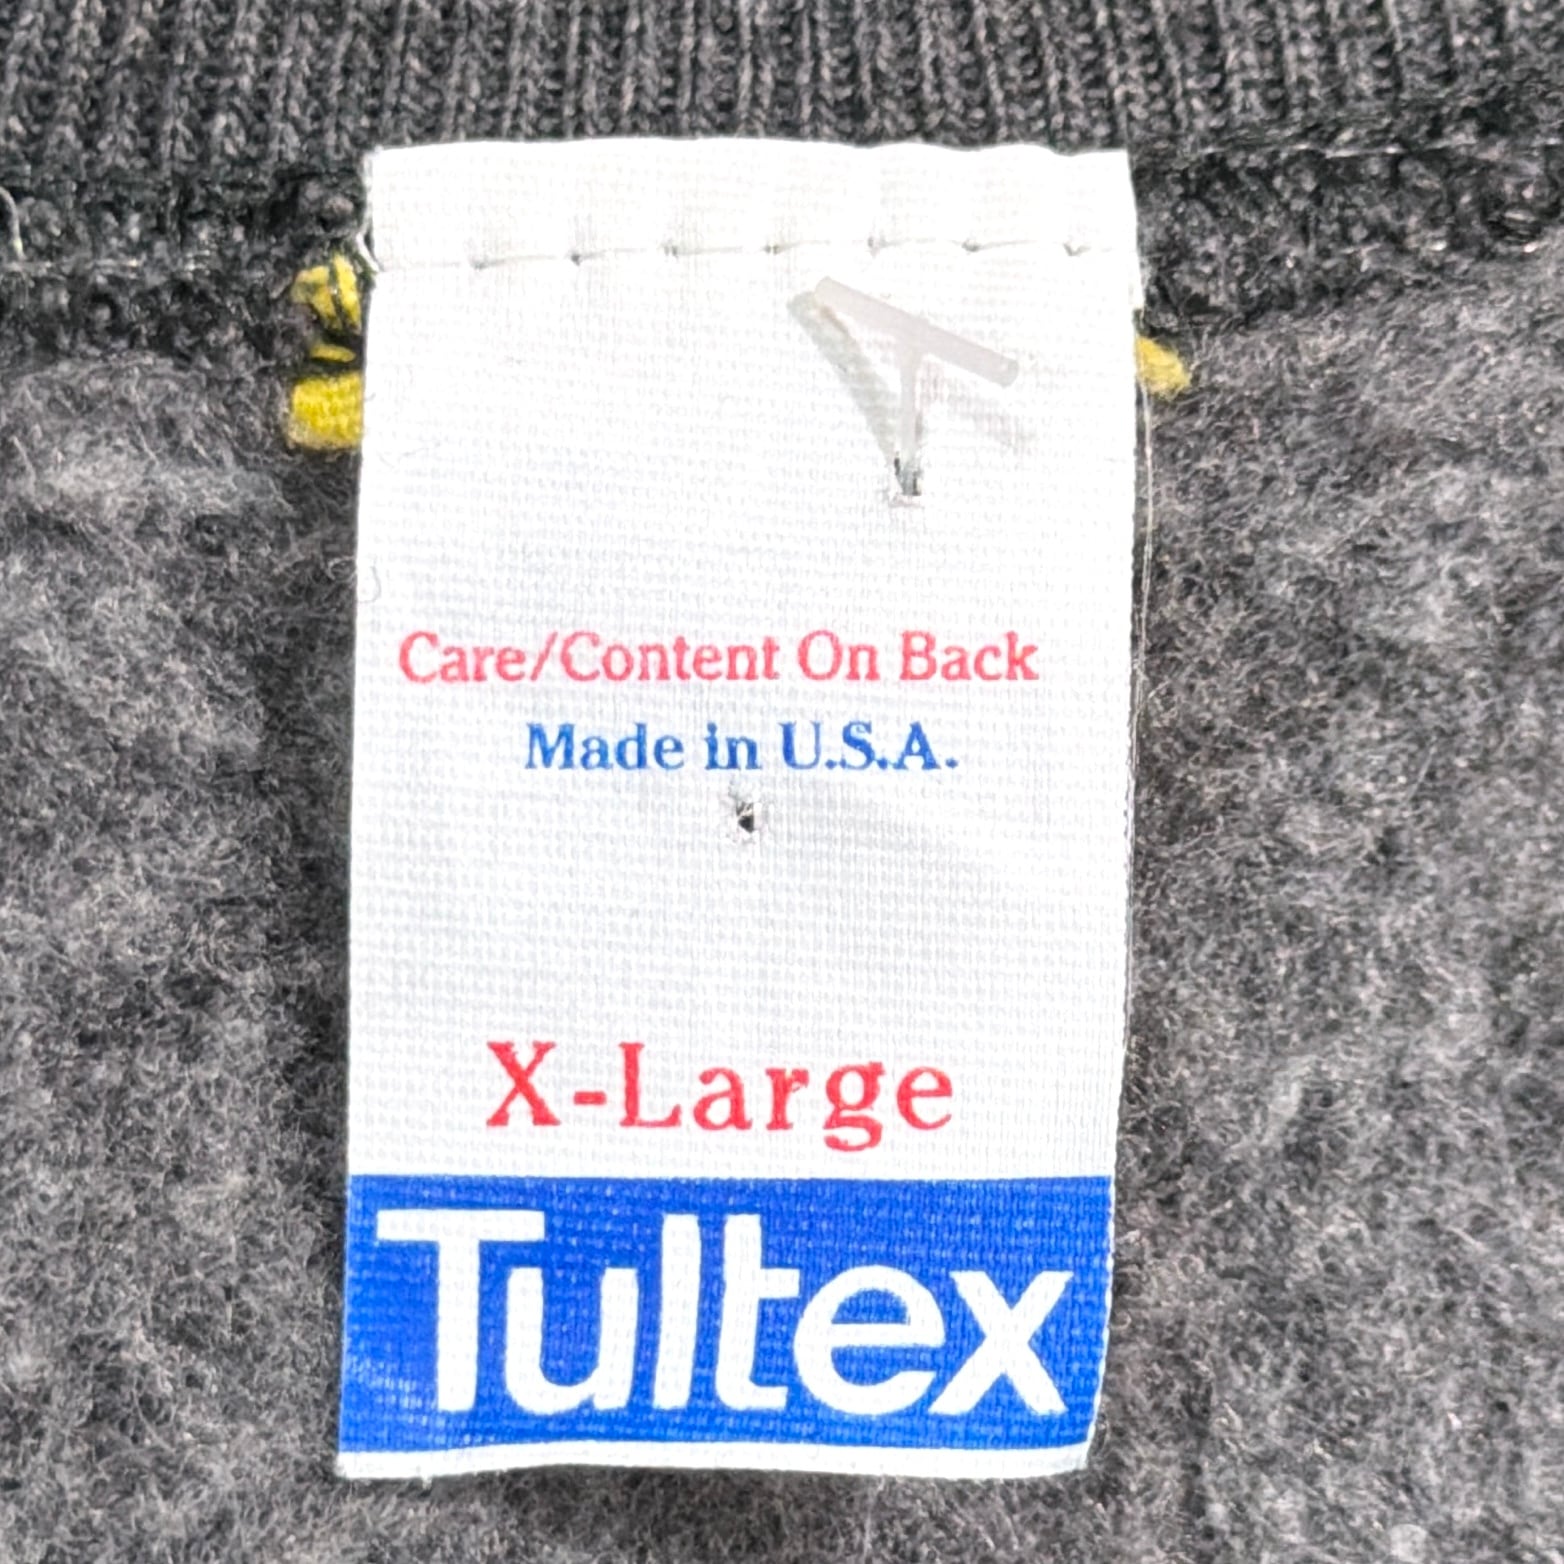 Care/Content On Back
Made in U.S.A.
X-Large
Tultex